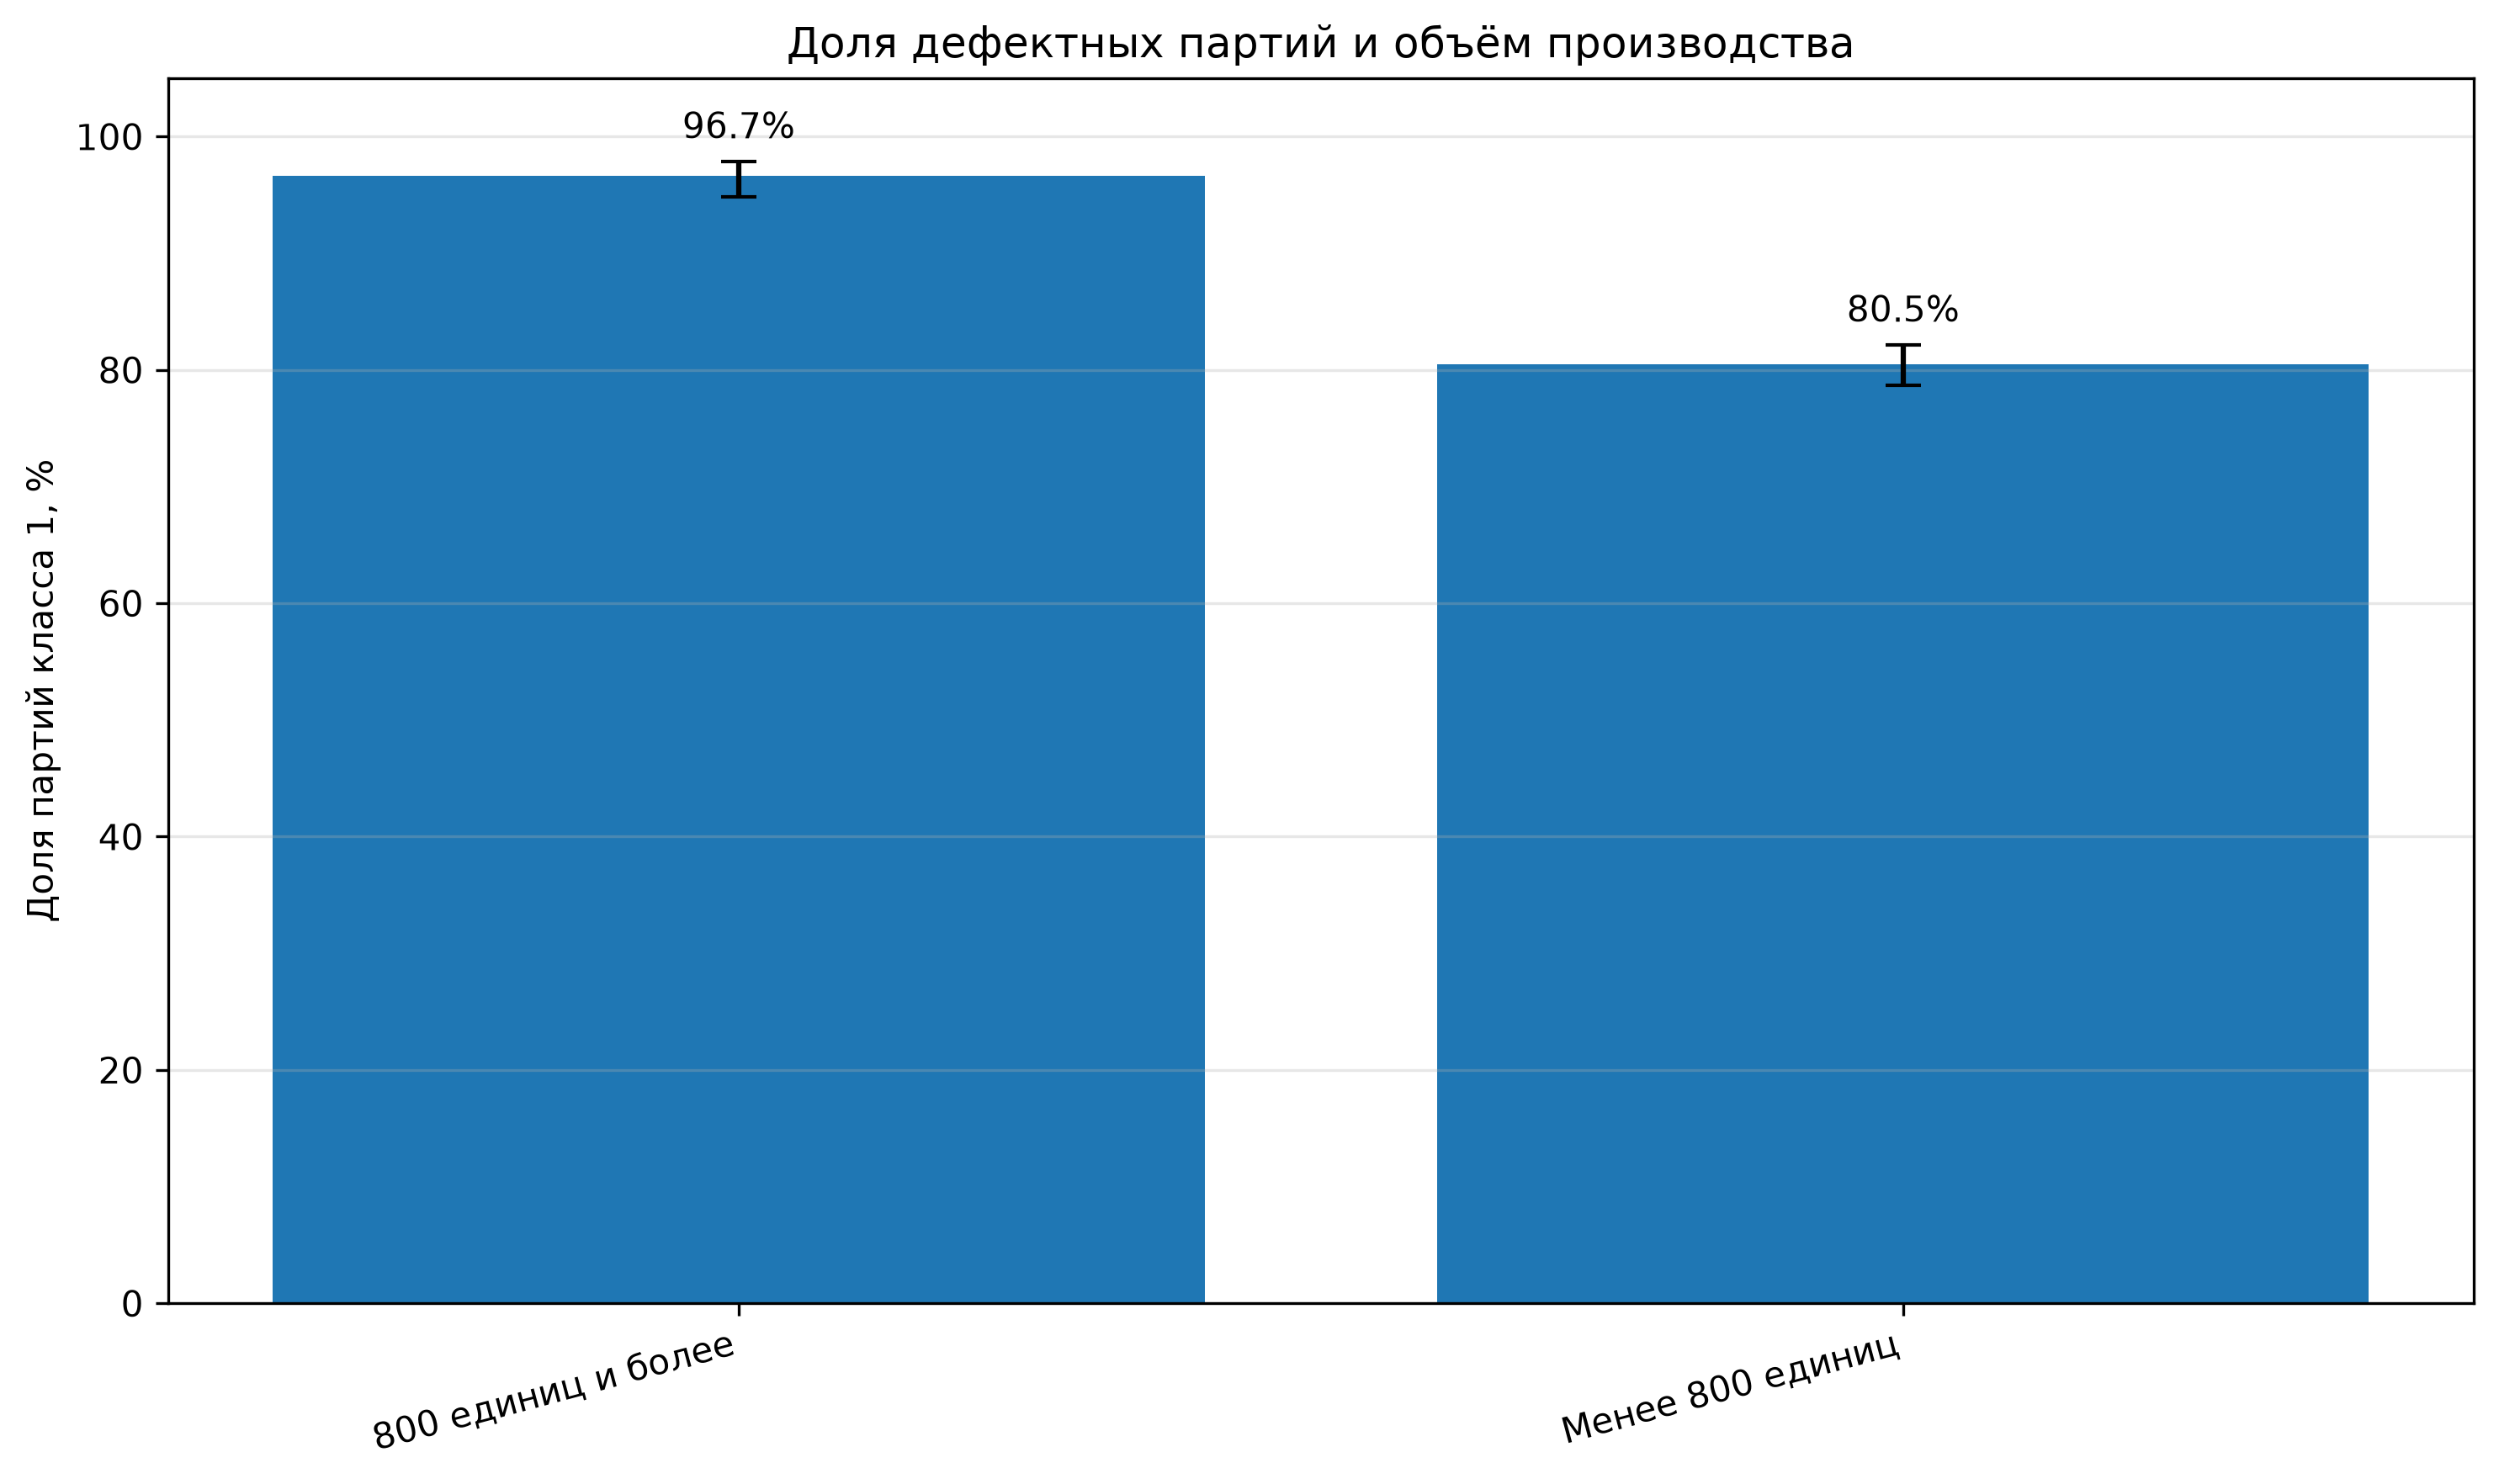 Доля дефектных партий и объём производства
Доля партий класса 1, %
100
80
60
40
20
0
96.7%
80.5%
800 единиц и более
Менее 800 единиц